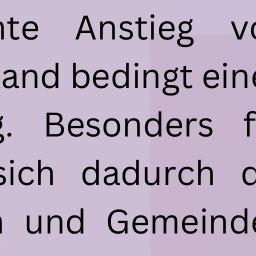 nte Anstieg vo
and bedingt eine
g. Besonders f
sich dadurch d
n und Gemeinde